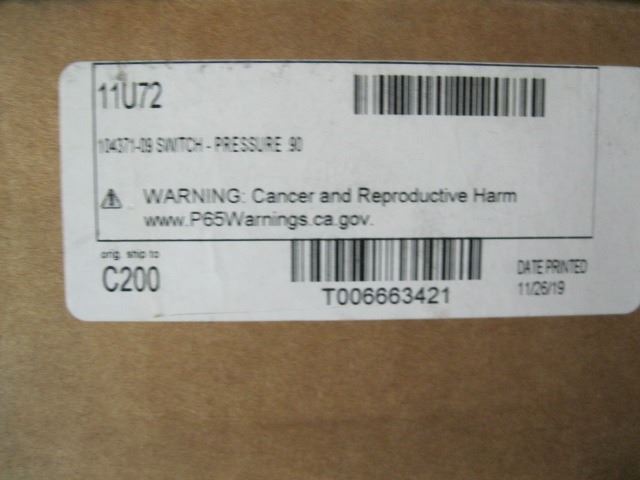 11U72
104371-09 SWITCH - PRESSURE .90
WARNING: Cancer and Reproductive Harm
www.P65Warnings.ca.gov.
orig. ship to
C200
T006663421
DATE PRINTED
11/26/19